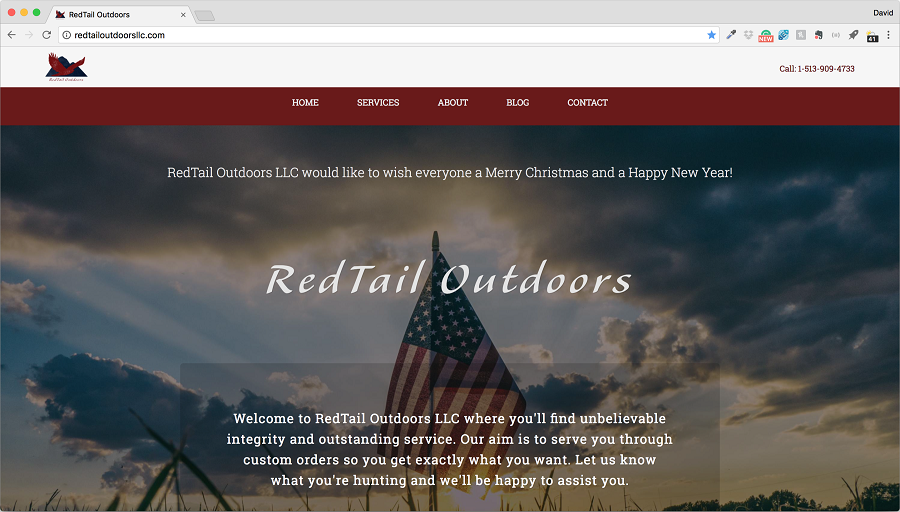 RedTail Outdoors
David
redtailoutdoorsllc.com
NEW
41
RedTail Outdoors
Call: 1-513-909-4733
HOME SERVICES ABOUT BLOG CONTACT
RedTail Outdoors LLC would like to wish everyone a Merry Christmas and a Happy New Year!
RedTail Outdoors
Welcome to RedTail Outdoors LLC where you'll find unbelievable
integrity and outstanding service. Our aim is to serve you through
custom orders so you get exactly what you want. Let us know
what you're hunting and we'll be happy to assist you.